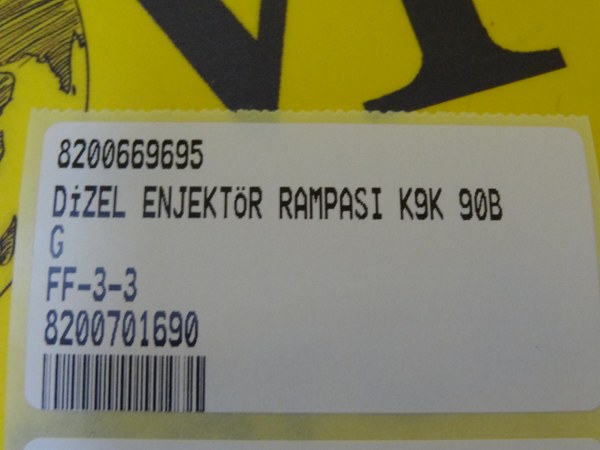 8200669695
DİZEL ENJEKTöR RAMPASI K9K 90B
G
FF-3-3
8200701690